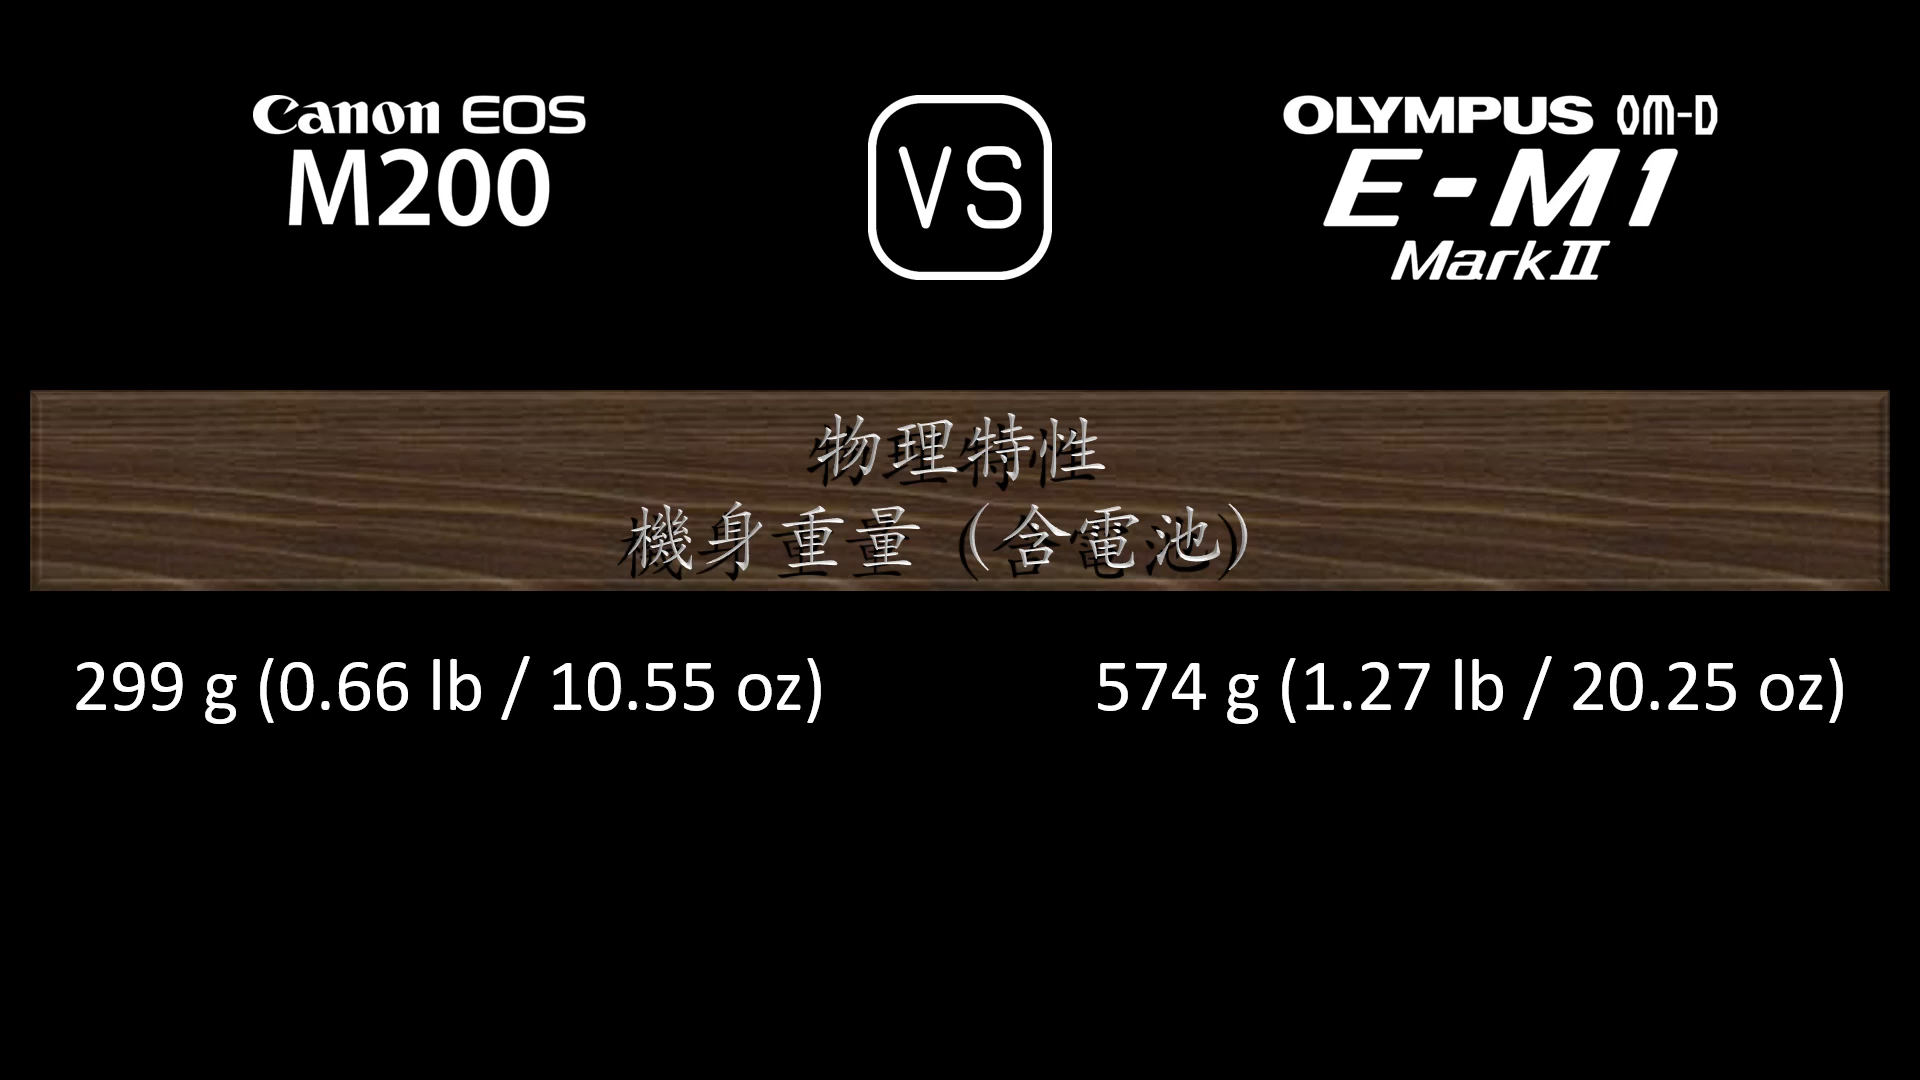 Canon EOS
M200
VS
OLYMPUS OM-D
E-M1
Mark II
物理特性
機身重量（含電池）
299 g (0.66 lb / 10.55 oz)
574 g (1.27 lb / 20.25 oz)